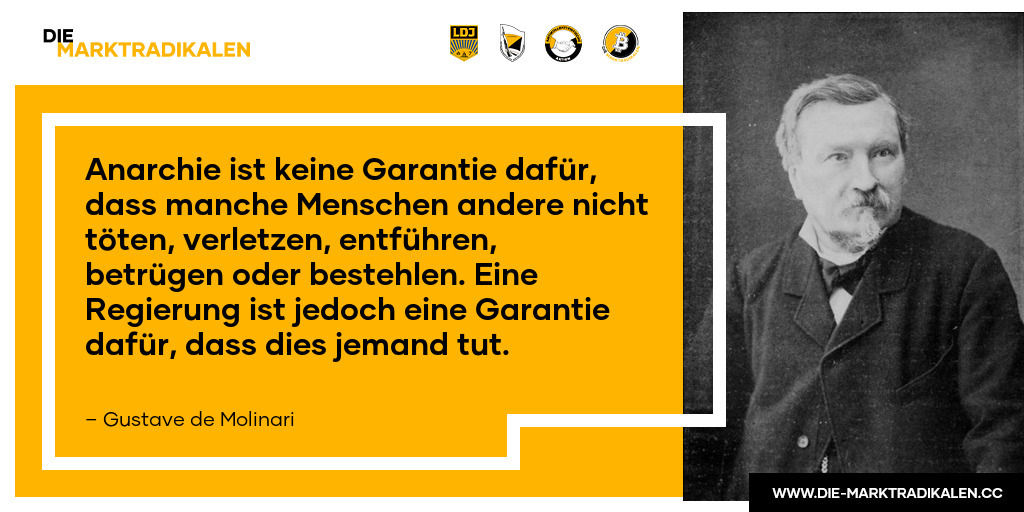 DIE
MARKTRADIKALEN
LDJ
Anarchie ist keine Garantie dafür,
dass manche Menschen andere nicht
töten, verletzen, entführen,
betrügen oder bestehlen. Eine
Regierung ist jedoch eine Garantie
dafür, dass dies jemand tut.
– Gustave de Molinari
WWW.DIE-MARKTRADIKALEN.CC